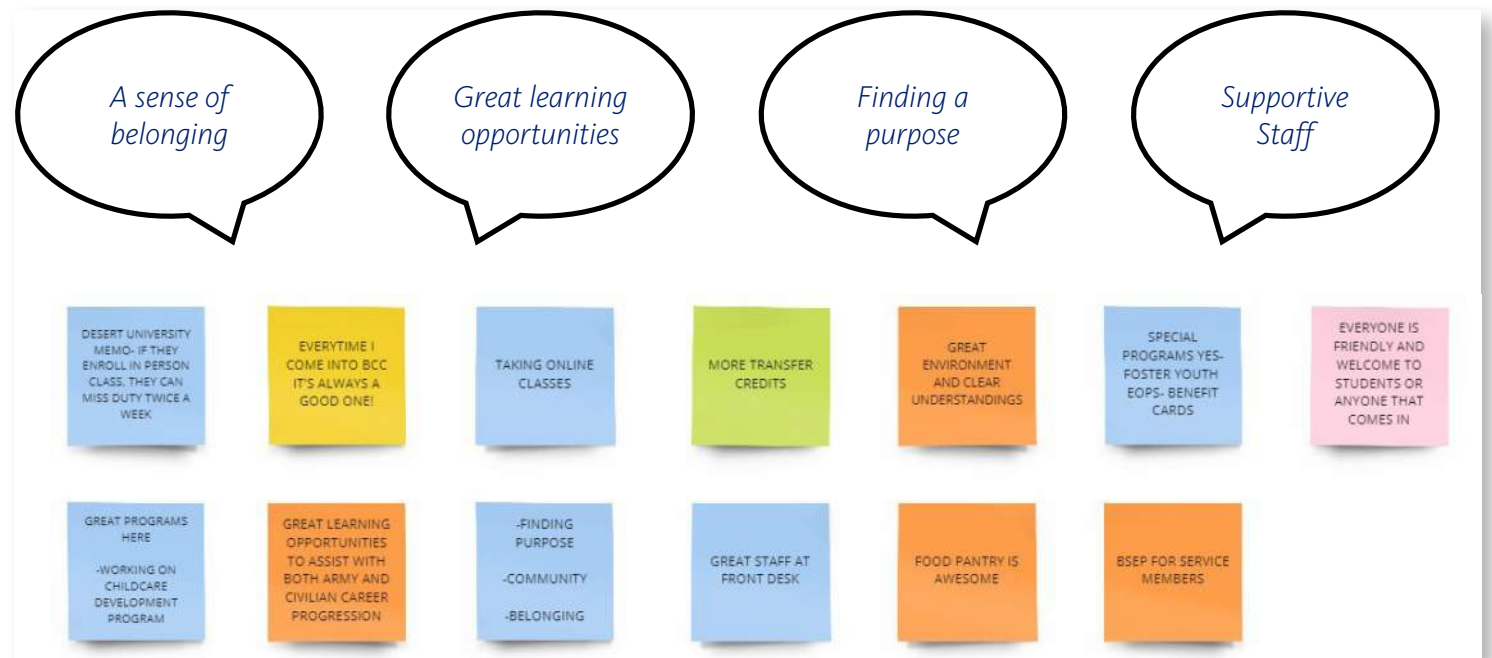 A sense of
belonging
Great learning
opportunities
Finding a
purpose
Supportive
Staff
DESERT UNIVERSITY
MEMO- IF THEY
ENROLL IN PERSON
CLASS, THEY CAN
MISS DUTY TWICE A
WEEK
EVERYTIME I
COME INTO BCC
IT'S ALWAYS A
GOOD ONE!
TAKING ONLINE
CLASSES
MORE TRANSFER
CREDITS
GREAT
ENVIRONMENT
AND CLEAR
UNDERSTANDINGS
SPECIAL
PROGRAMS YES-
FOSTER YOUTH
EOPS- BENEFIT
CARDS
EVERYONE IS
FRIENDLY AND
WELCOME TO
STUDENTS OR
ANYONE THAT
COMES IN
GREAT PROGRAMS
HERE
-WORKING ON
CHILDCARE
DEVELOPMENT
PROGRAM
GREAT LEARNING
OPPORTUNITIES
TO ASSIST WITH
BOTH ARMY AND
CIVILIAN CAREER
PROGRESSION
-FINDING
PURPOSE
-COMMUNITY
-BELONGING
GREAT STAFF AT
FRONT DESK
FOOD PANTRY IS
AWESOME
BSEP FOR SERVICE
MEMBERS